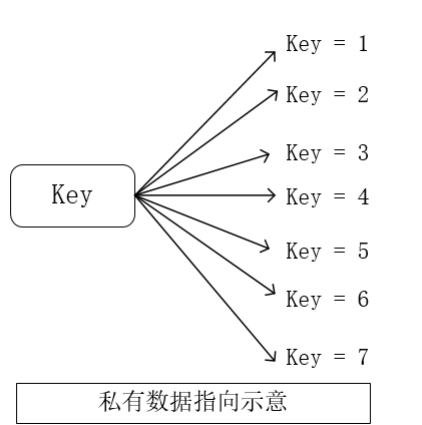 Key = 1
Key = 2
Key = 3
Key
Key = 4
Key = 5
Key = 6
Key = 7
私有数据指向示意